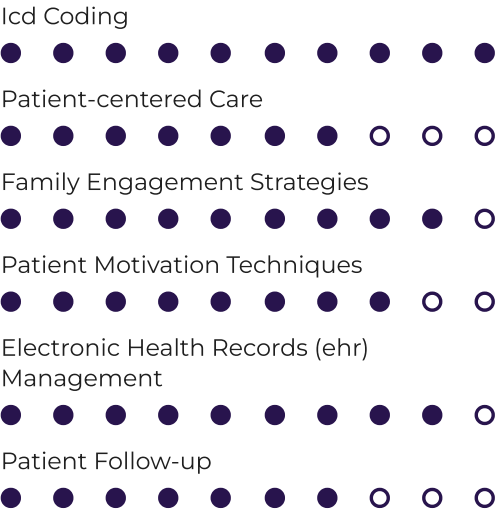 Icd Coding
Patient-centered Care
Family Engagement Strategies
Patient Motivation Techniques
Electronic Health Records (ehr)
Management
Patient Follow-up